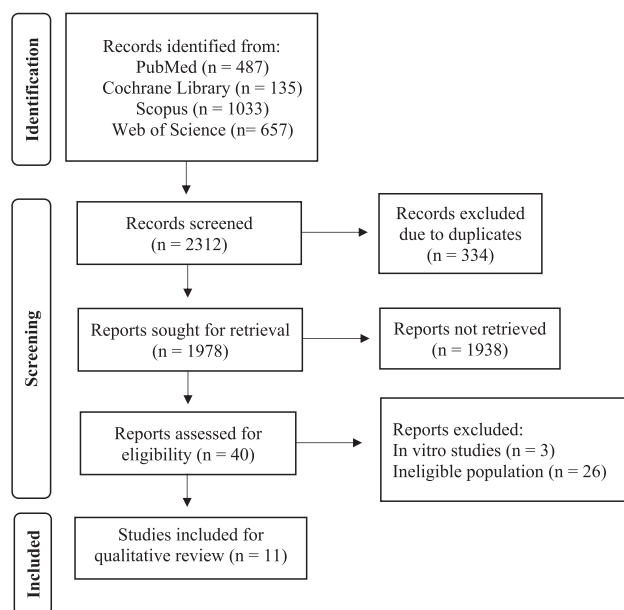 Identification
Records identified from:
PubMed (n = 487)
Cochrane Library (n = 135)
Scopus (n = 1033)
Web of Science (n= 657)
Screening
Records screened
(n = 2312)
Records excluded
due to duplicates
(n = 334)
Reports sought for retrieval
(n = 1978)
Reports not retrieved
(n = 1938)
Reports assessed for
eligibility (n = 40)
Reports excluded:
In vitro studies (n = 3)
Ineligible population (n = 26)
Included
Studies included for
qualitative review (n = 11)